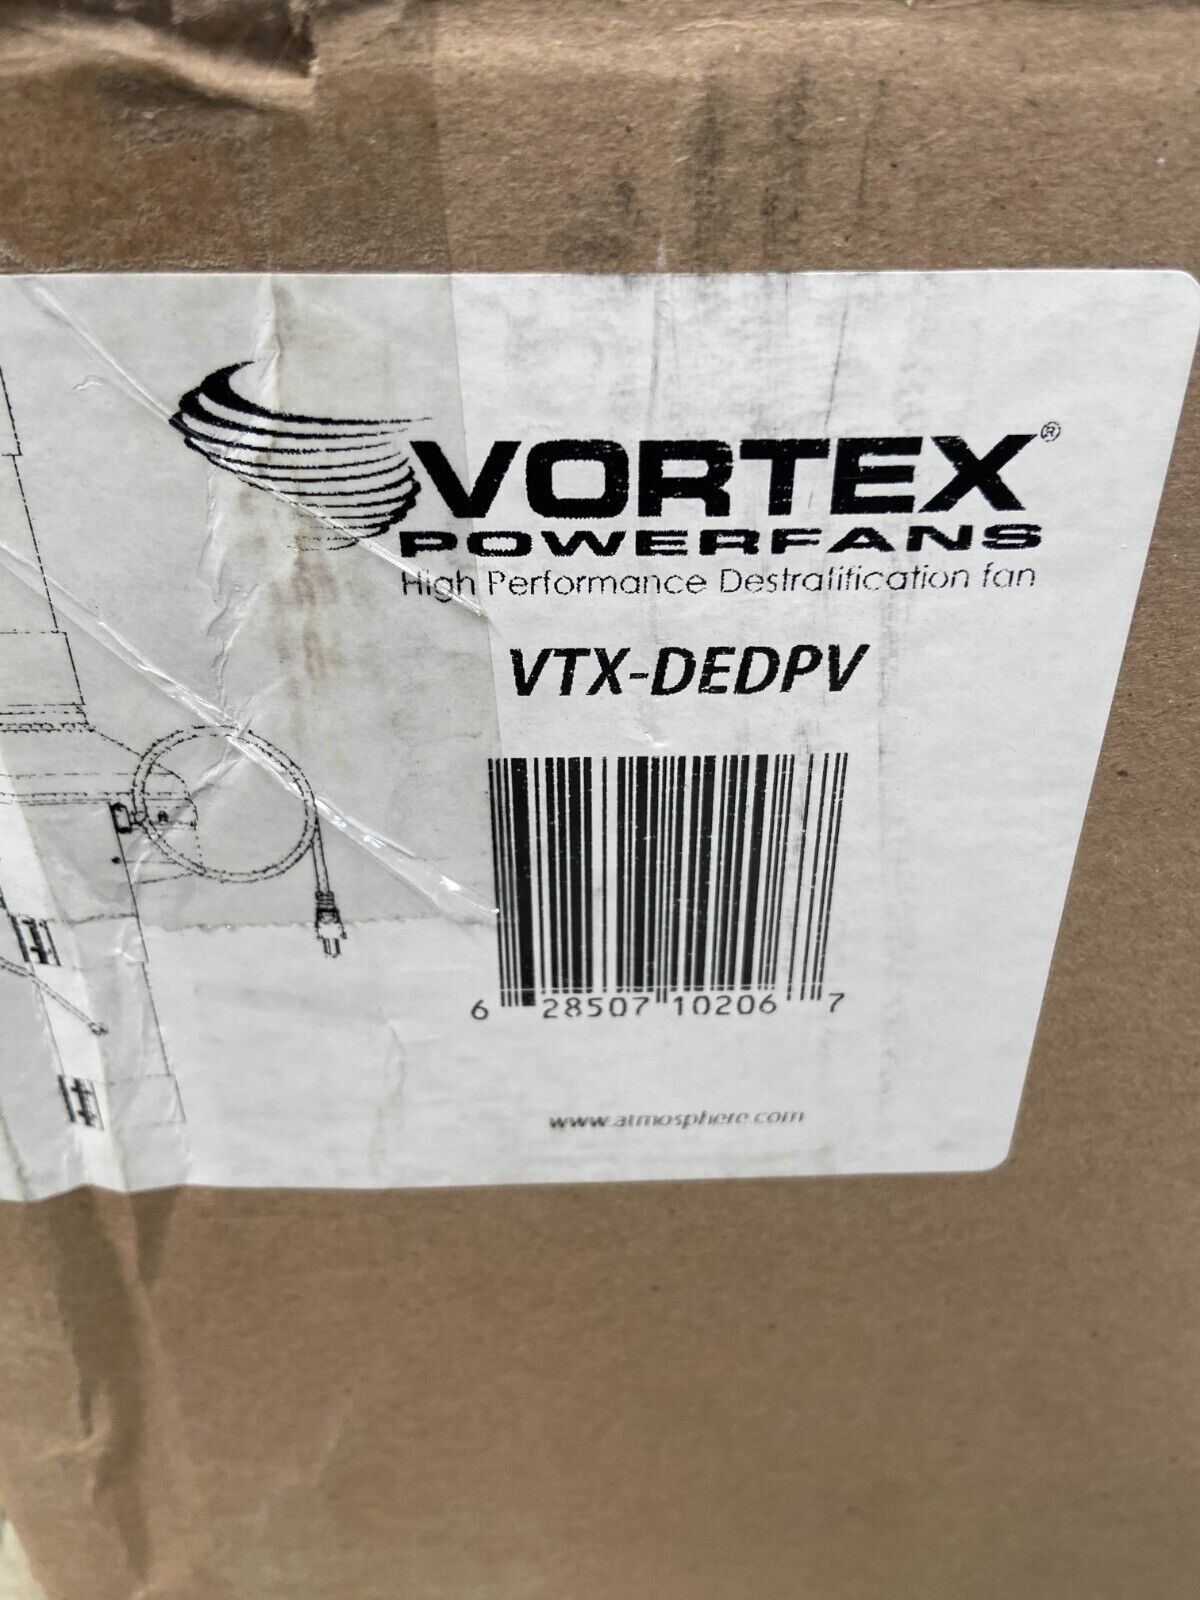 VORTEX®
POWERFANS
High Performance Destratification fan
VTX-DEDPV
6 28507 10206 7
www.atmosphere.com